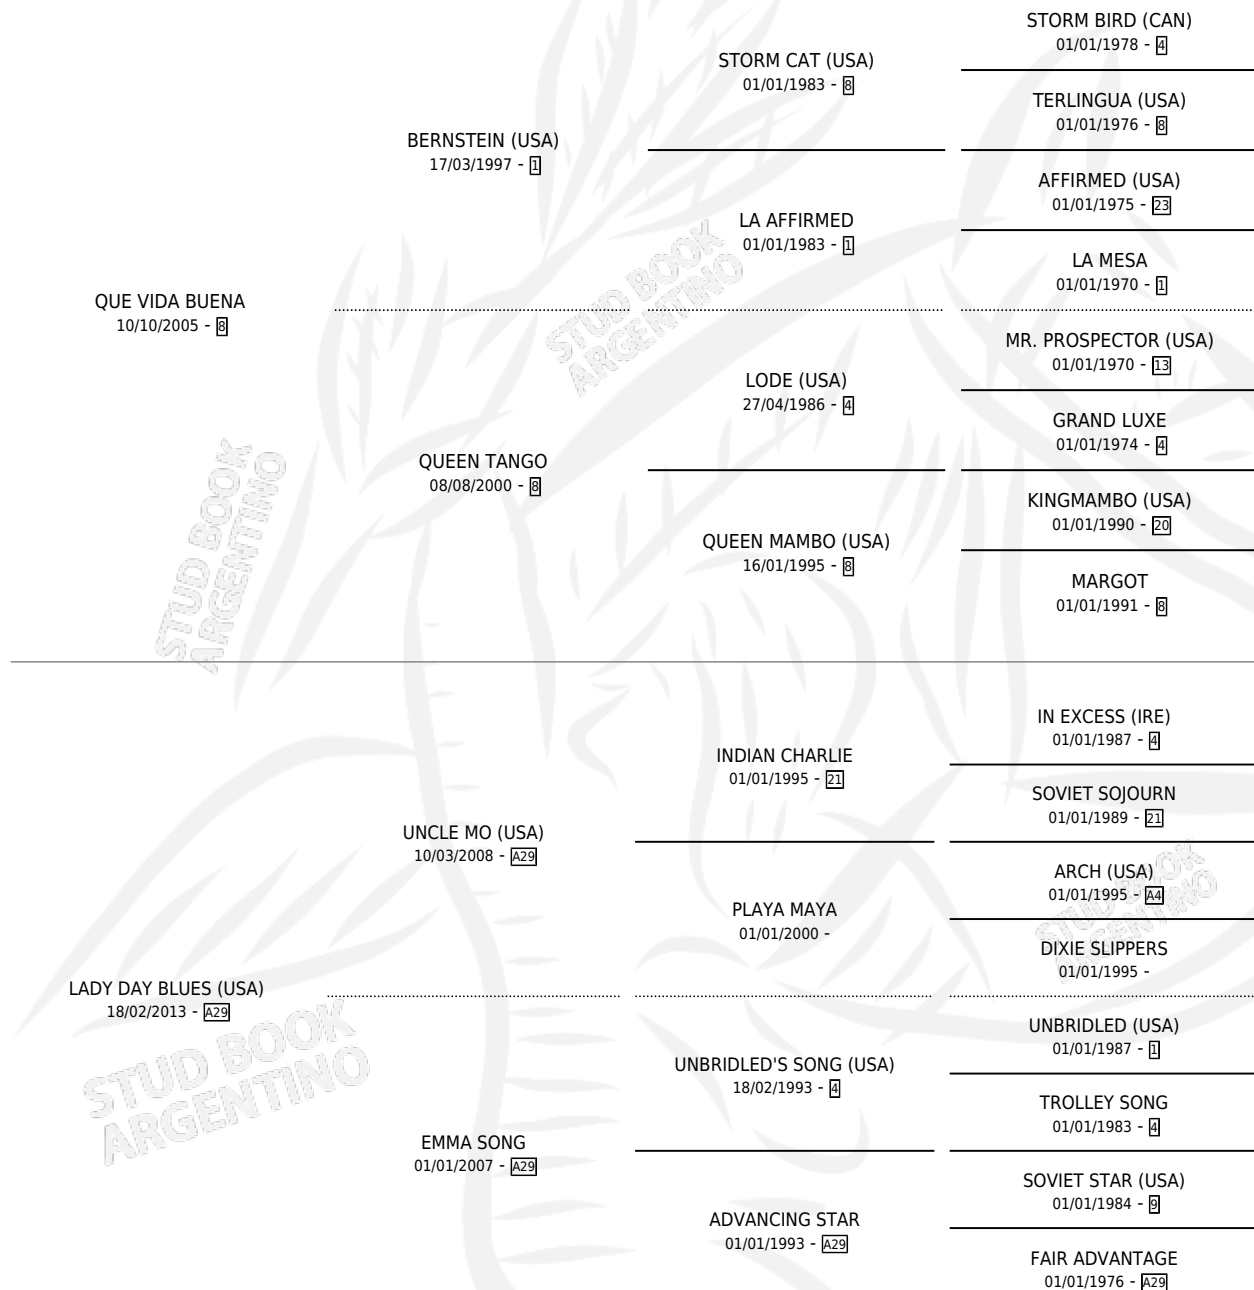 STORM BIRD (CAN)
01/01/1978 - 4
STORM CAT (USA)
01/01/1983 - 8
TERLINGUA (USA)
01/01/1976 - 8
BERNSTEIN (USA)
17/03/1997 - 1
AFFIRMED (USA)
01/01/1975 - 23
LA AFFIRMED
01/01/1983 - 1
LA MESA
01/01/1970 - 1
QUE VIDA BUENA
10/10/2005 - 8
MR. PROSPECTOR (USA)
01/01/1970 - 13
LODE (USA)
27/04/1986 - 4
GRAND LUXE
01/01/1974 - 4
QUEEN TANGO
08/08/2000 - 8
KINGMAMBO (USA)
01/01/1990 - 20
QUEEN MAMBO (USA)
16/01/1995 - 8
MARGOT
01/01/1991 - 8
STUD BOOK
ARGENTINO
STUD BOOK
ARGENTINO
IN EXCESS (IRE)
01/01/1987 - 4
INDIAN CHARLIE
01/01/1995 - 21
SOVIET SOJOURN
01/01/1989 - 21
UNCLE MO (USA)
10/03/2008 - A29
ARCH (USA)
01/01/1995 - A4
PLAYA MAYA
01/01/2000 -
DIXIE SLIPPERS
01/01/1995 -
LADY DAY BLUES (USA)
18/02/2013 - A29
UNBRIDLED (USA)
01/01/1987 - 1
UNBRIDLED'S SONG (USA)
18/02/1993 - 4
TROLLEY SONG
01/01/1983 - 4
EMMA SONG
01/01/2007 - A29
SOVIET STAR (USA)
01/01/1984 - 9
ADVANCING STAR
01/01/1993 - A29
FAIR ADVANTAGE
01/01/1976 - A29
STUD BOOK
ARGENTINO
STUD BOOK
ARGENTINO